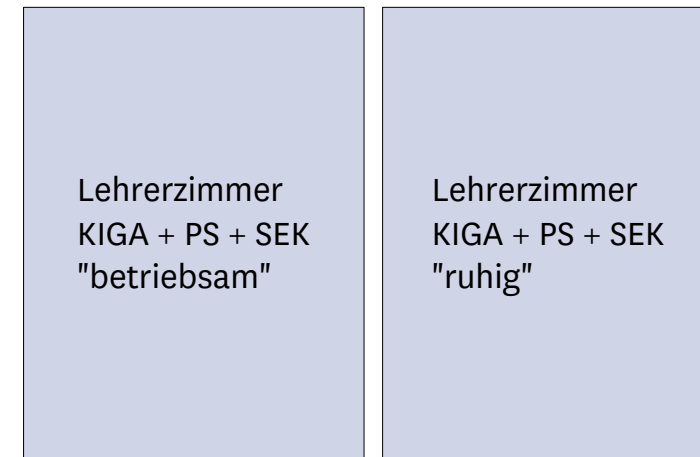 Lehrerzimmer
KIGA + PS + SEK
"betriebsam"
Lehrerzimmer
KIGA + PS + SEK
"ruhig"